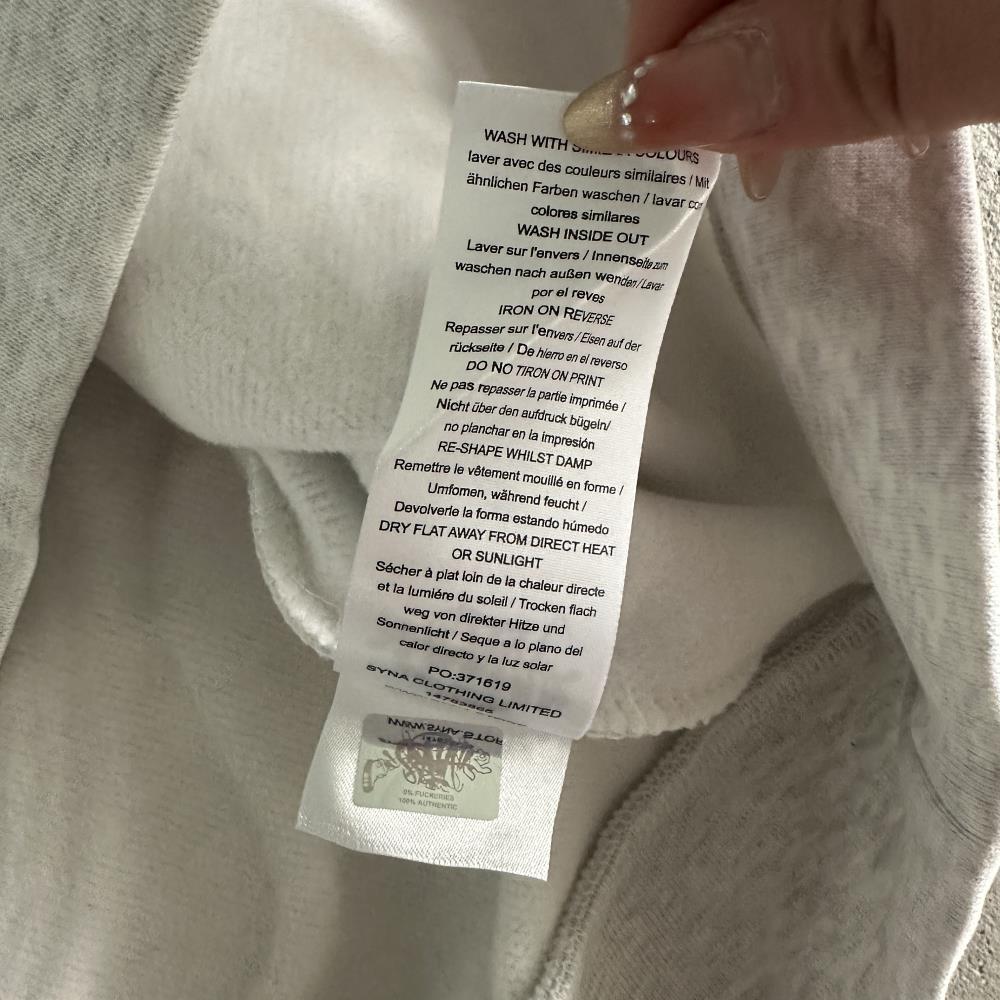 WASH WITH SIMILAR COLOURS
laver avec des couleurs similaires / Mit
ähnlichen Farben waschen / lavar con
colores similares
WASH INSIDE OUT
Laver sur l'envers / Innenseite zum
waschen nach außen wenden / Lavar
por el reves
IRON ON REVERSE
Repasser sur l'envers / Eisen auf der
rückseite / De hierro en el reverso
DO NO TIRON ON PRINT
Ne pas repasser la partie imprimée /
Nicht über den aufdruck bügeln/
no planchar en la impresión
RE-SHAPE WHILST DAMP
Remettre le vêtement mouillé en forme /
Umfomen, während feucht /
Devolverle la forma estando húmedo
DRY FLAT AWAY FROM DIRECT HEAT
OR SUNLIGHT
Sécher à plat loin de la chaleur directe
et la lumiére du soleil / Trocken flach
weg von direkter Hitze und
Sonnenlicht / Seque a lo plano del
calor directo y la luz solar
PO:371619
SYNA CLOTHING LIMITED
0% FUCKERIES
100% AUTHENTIC